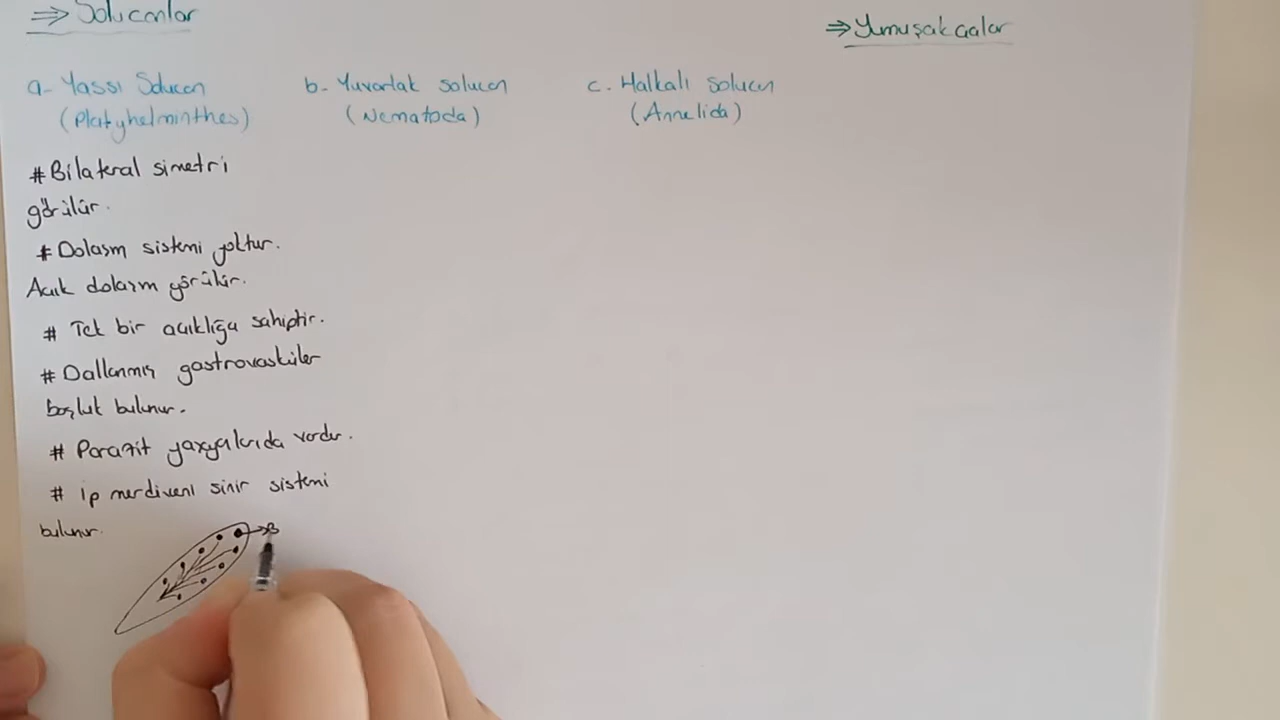 ⇒ Solucanlar
⇒ Yumuşakçalar
a- Yassı Solucan
(Platyhelminthes)
b- Yuvarlak solucan
(Nematoda)
c. Halkalı Solucan
(Annelida)
# Bilateral simetri
görülür.
# Dolaşım sistemi yoktur.
Açık dolaşım görülür.
# Tek bir açıklığa sahiptir.
# Dallanmış gastrovasküler
boşluk bulunur.
# Parazit yaşayanlarıda vardır.
# ip merdiveni sinir sistemi
bulunur.